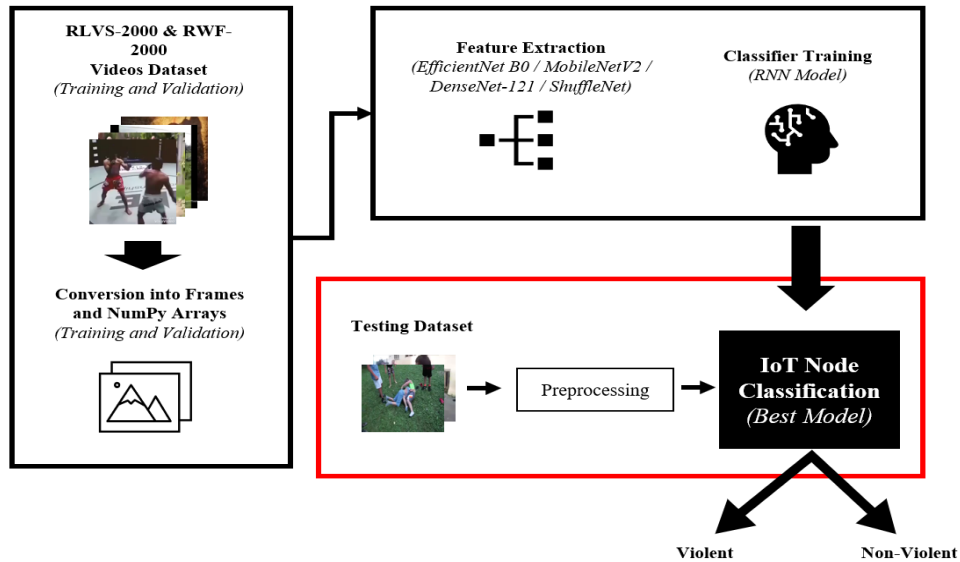 RLVS-2000 & RWF-
2000
Videos Dataset
(Training and Validation)
Conversion into Frames
and NumPy Arrays
(Training and Validation)
Feature Extraction
(EfficientNet B0 / MobileNetV2 /
DenseNet-121 / ShuffleNet)
Classifier Training
(RNN Model)
Testing Dataset
Preprocessing
IoT Node
Classification
(Best Model)
Violent
Non-Violent